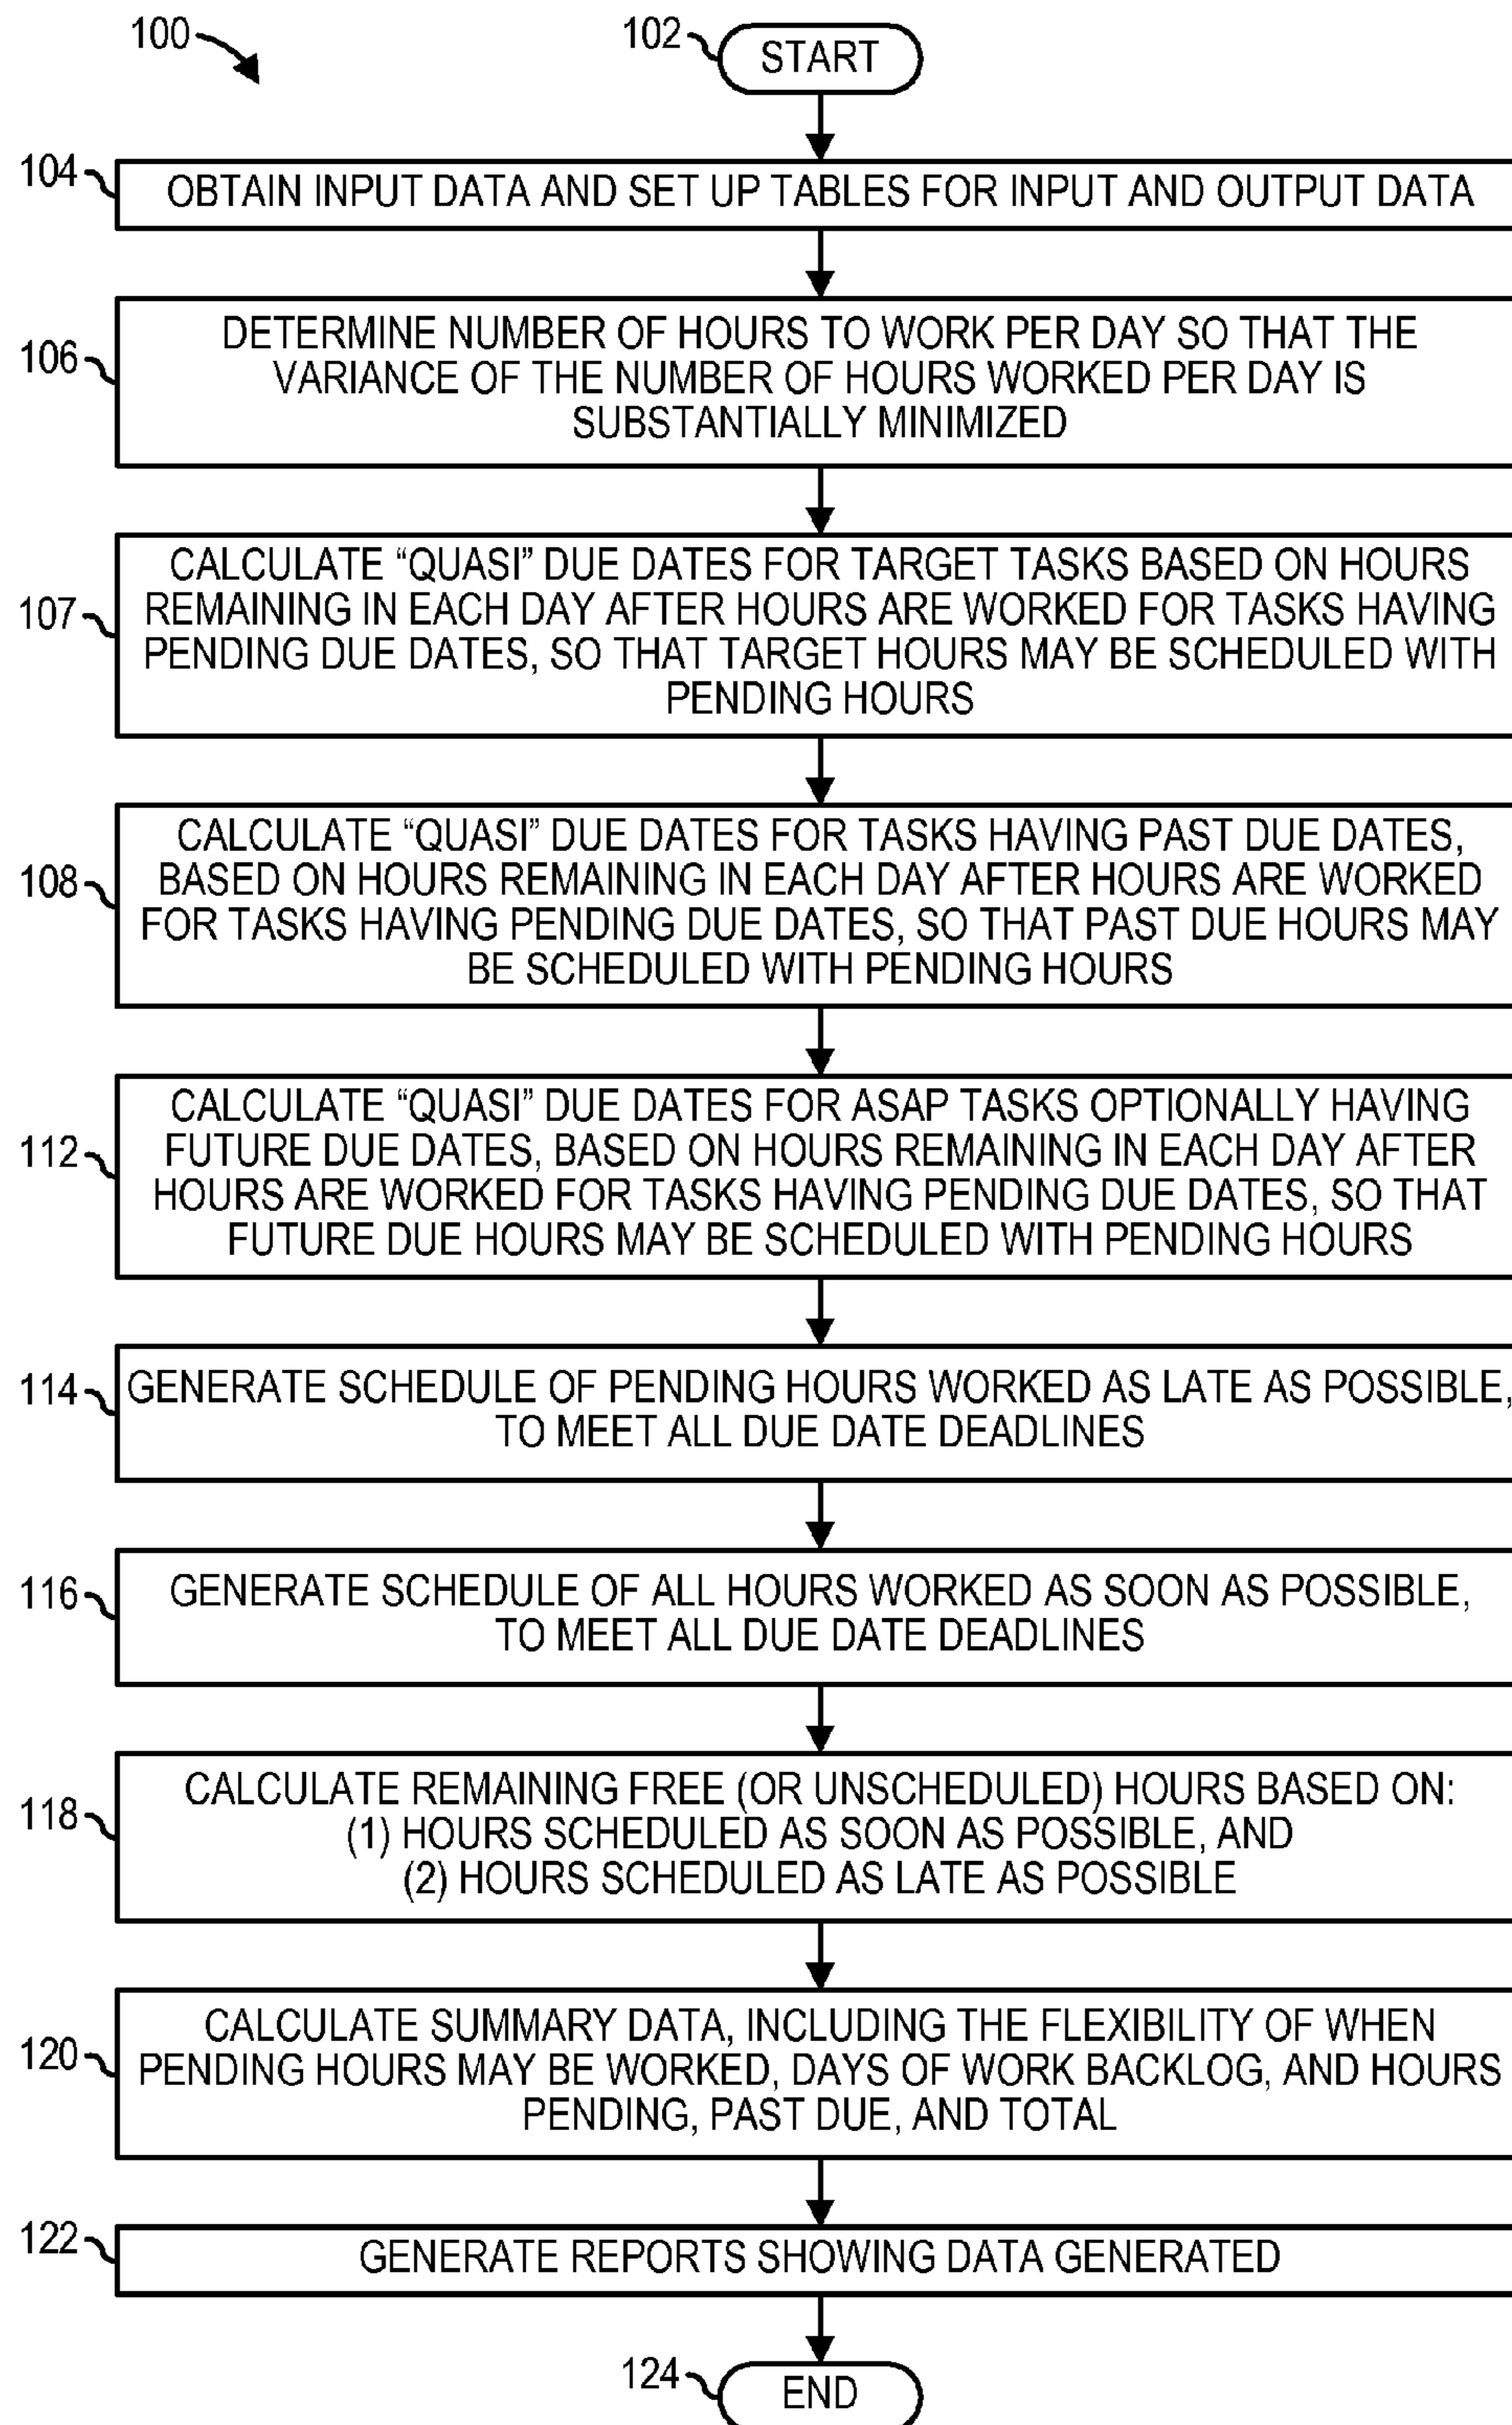 100
102
START
104
OBTAIN INPUT DATA AND SET UP TABLES FOR INPUT AND OUTPUT DATA
106
DETERMINE NUMBER OF HOURS TO WORK PER DAY SO THAT THE
VARIANCE OF THE NUMBER OF HOURS WORKED PER DAY IS
SUBSTANTIALLY MINIMIZED
107
CALCULATE “QUASI” DUE DATES FOR TARGET TASKS BASED ON HOURS
REMAINING IN EACH DAY AFTER HOURS ARE WORKED FOR TASKS HAVING
PENDING DUE DATES, SO THAT TARGET HOURS MAY BE SCHEDULED WITH
PENDING HOURS
108
CALCULATE “QUASI” DUE DATES FOR TASKS HAVING PAST DUE DATES,
BASED ON HOURS REMAINING IN EACH DAY AFTER HOURS ARE WORKED
FOR TASKS HAVING PENDING DUE DATES, SO THAT PAST DUE HOURS MAY
BE SCHEDULED WITH PENDING HOURS
112
CALCULATE “QUASI” DUE DATES FOR ASAP TASKS OPTIONALLY HAVING
FUTURE DUE DATES, BASED ON HOURS REMAINING IN EACH DAY AFTER
HOURS ARE WORKED FOR TASKS HAVING PENDING DUE DATES, SO THAT
FUTURE DUE HOURS MAY BE SCHEDULED WITH PENDING HOURS
114
GENERATE SCHEDULE OF PENDING HOURS WORKED AS LATE AS POSSIBLE,
TO MEET ALL DUE DATE DEADLINES
116
GENERATE SCHEDULE OF ALL HOURS WORKED AS SOON AS POSSIBLE,
TO MEET ALL DUE DATE DEADLINES
118
CALCULATE REMAINING FREE (OR UNSCHEDULED) HOURS BASED ON:
(1) HOURS SCHEDULED AS SOON AS POSSIBLE, AND
(2) HOURS SCHEDULED AS LATE AS POSSIBLE
120
CALCULATE SUMMARY DATA, INCLUDING THE FLEXIBILITY OF WHEN
PENDING HOURS MAY BE WORKED, DAYS OF WORK BACKLOG, AND HOURS
PENDING, PAST DUE, AND TOTAL
122
GENERATE REPORTS SHOWING DATA GENERATED
124
END